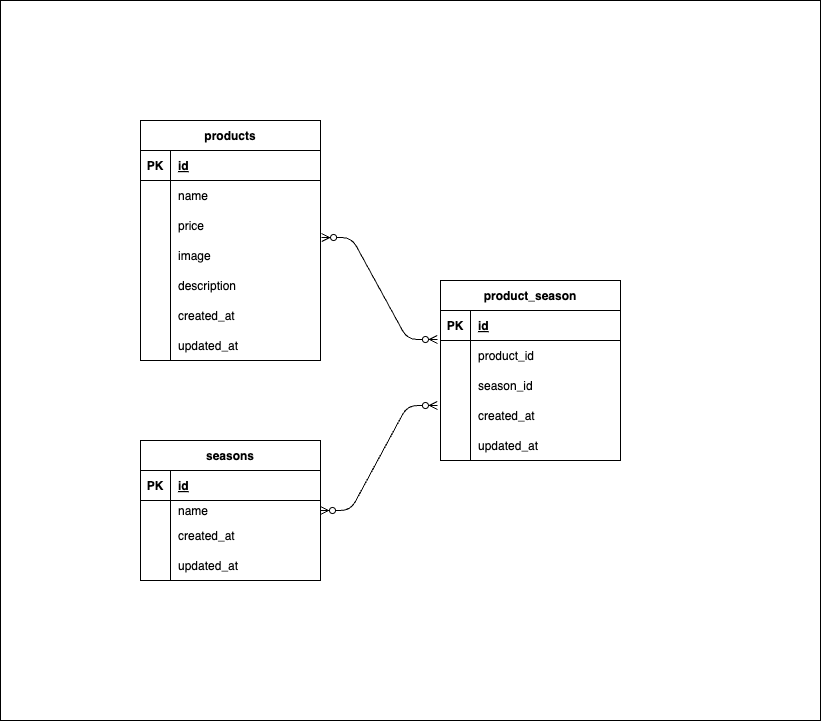 products
PK id
name
price
image
description
created_at
updated_at
product_season
PK id
product_id
season_id
created_at
updated_at
seasons
PK id
name
created_at
updated_at